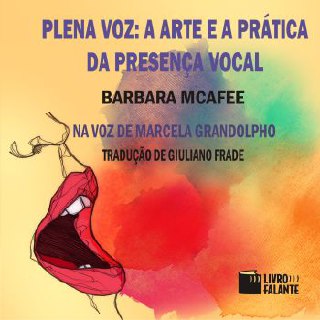 PLENA VOZ: A ARTE E A PRÁTICA
DA PRESENÇA VOCAL
BARBARA MCAFEE
NA VOZ DE MARCELA GRANDOLPHO
TRADUÇÃO DE GIULIANO FRADE
LIVRO
FALANTE